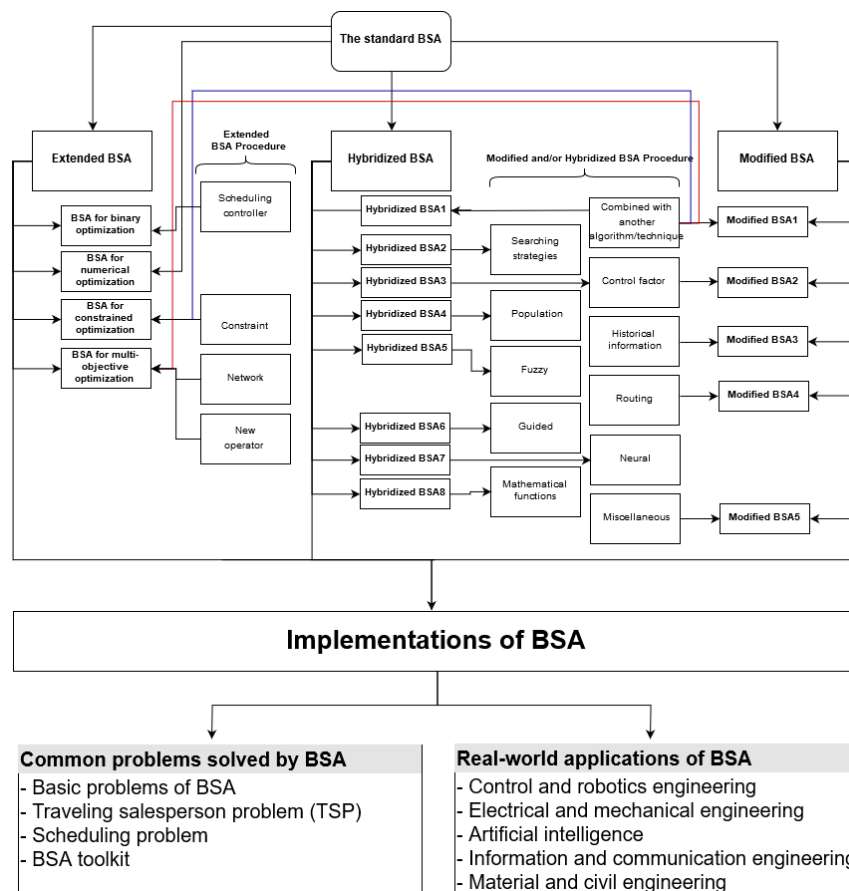 The standard BSA
Extended BSA
Extended
BSA Procedure
Hybridized BSA
Modified and/or Hybridized BSA Procedure
Modified BSA
BSA for binary
optimization
BSA for
numerical
optimization
BSA for
constrained
optimization
BSA for multi-
objective
optimization
Scheduling
controller
Constraint
Network
New
operator
Hybridized BSA1
Hybridized BSA2
Hybridized BSA3
Hybridized BSA4
Hybridized BSA5
Hybridized BSA6
Hybridized BSA7
Hybridized BSA8
Searching
strategies
Population
Fuzzy
Guided
Mathematical
functions
Combined with
another
algorithm/technique
Control factor
Historical
information
Routing
Neural
Miscellaneous
Modified BSA1
Modified BSA2
Modified BSA3
Modified BSA4
Modified BSA5
Implementations of BSA
Common problems solved by BSA
- Basic problems of BSA
- Traveling salesperson problem (TSP)
- Scheduling problem
- BSA toolkit
Real-world applications of BSA
- Control and robotics engineering
- Electrical and mechanical engineering
- Artificial intelligence
- Information and communication engineering
- Material and civil engineering